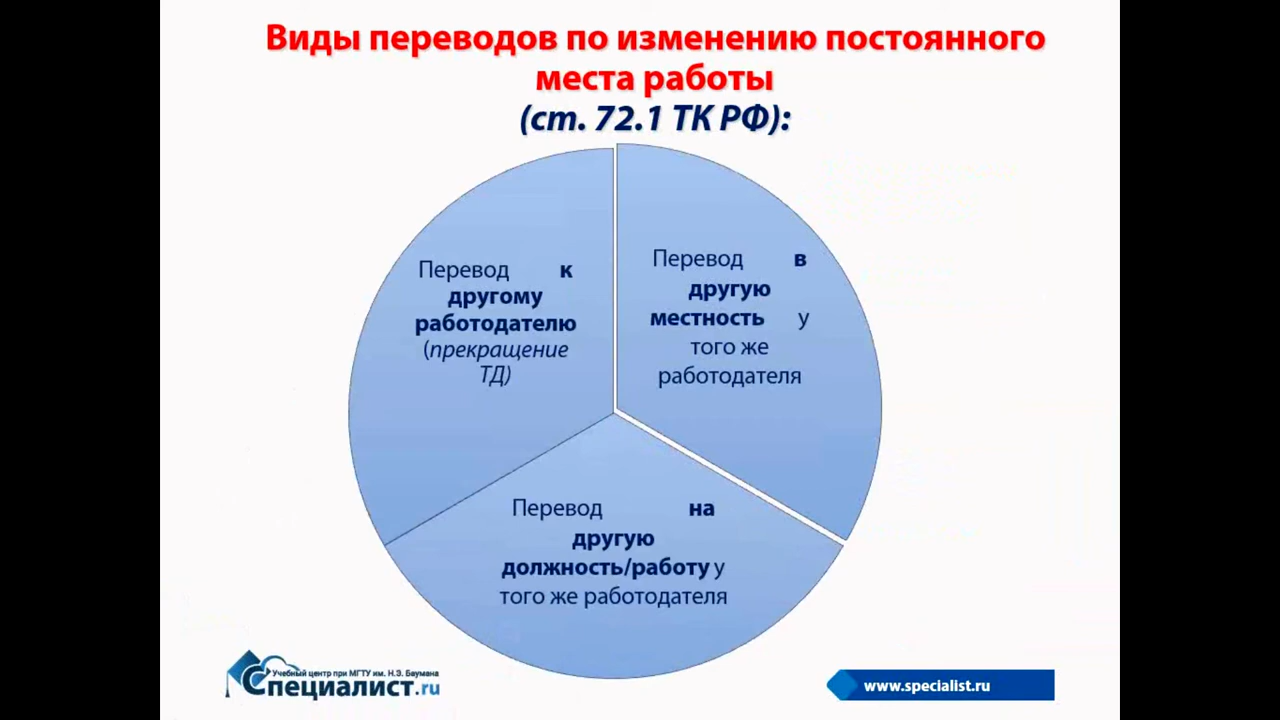 Виды переводов по изменению постоянного
места работы
(ст. 72.1 ТК РФ):
Перевод к
другому
работодателю
(прекращение
ТД)
Перевод в
другую
местность у
того же
работодателя
Перевод на
другую
должность/работу у
того же работодателя
Учебный центр при МГТУ им. Н.Э. Баумана
Специалист.ru
www.specialist.ru